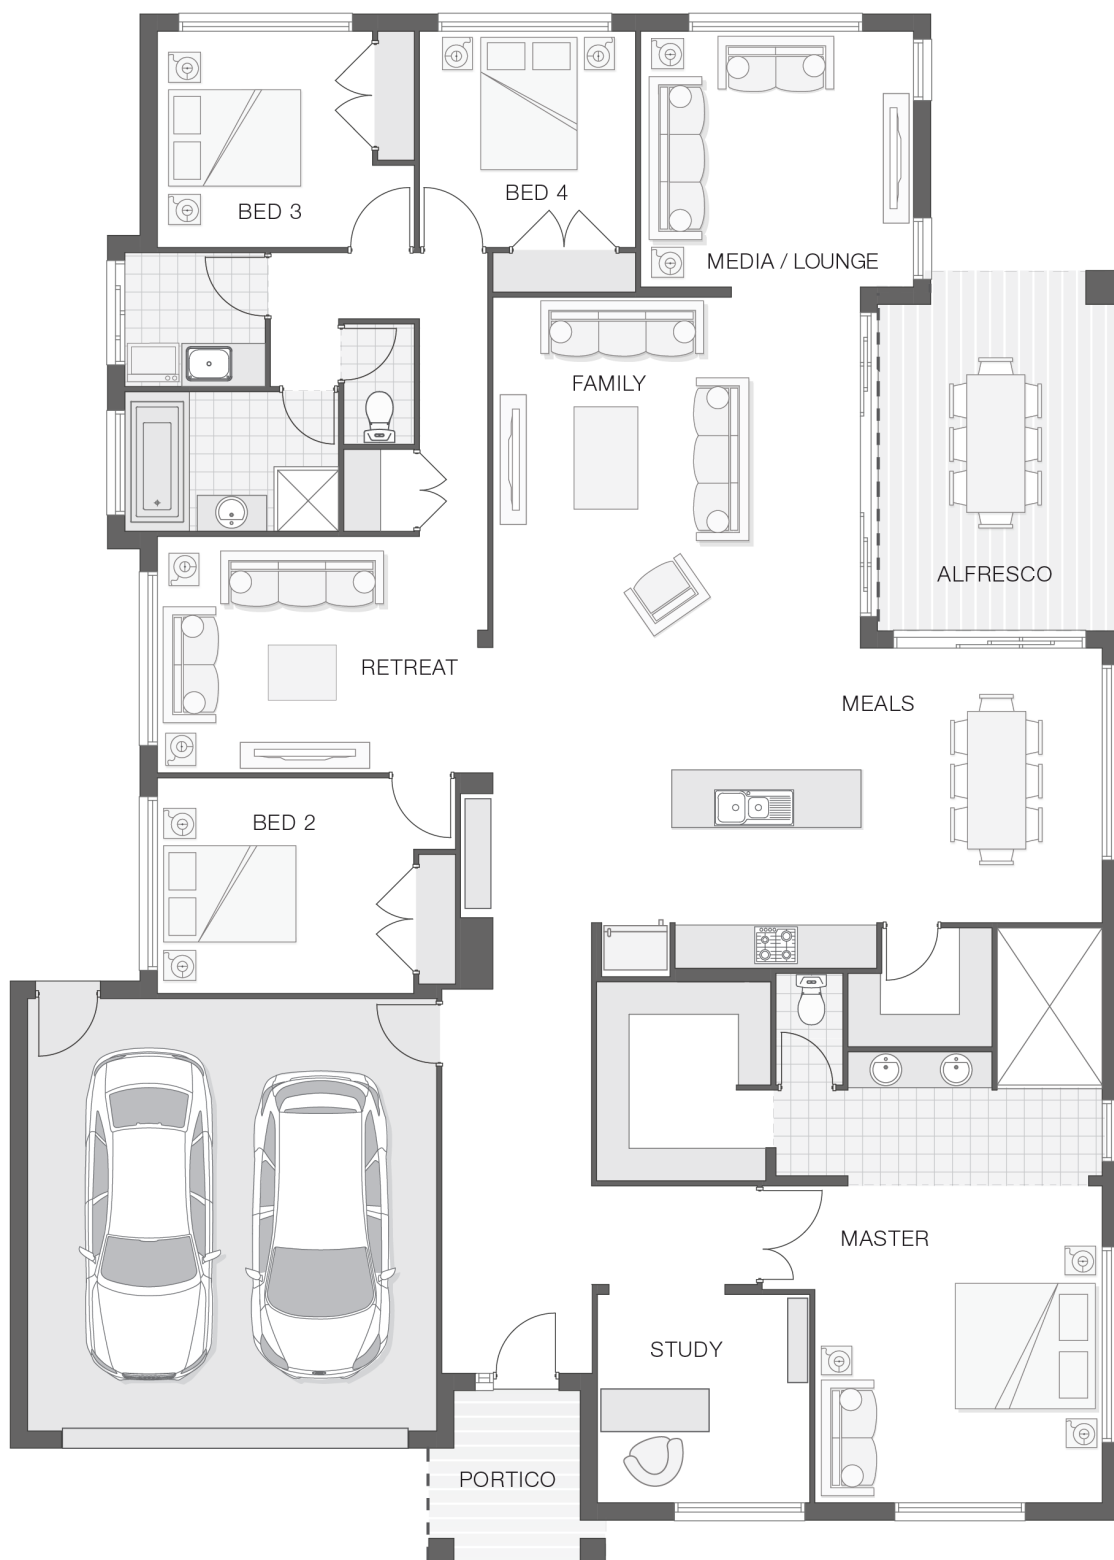 BED 3
BED 4
MEDIA / LOUNGE
FAMILY
ALFRESCO
RETREAT
MEALS
BED 2
MASTER
STUDY
PORTICO